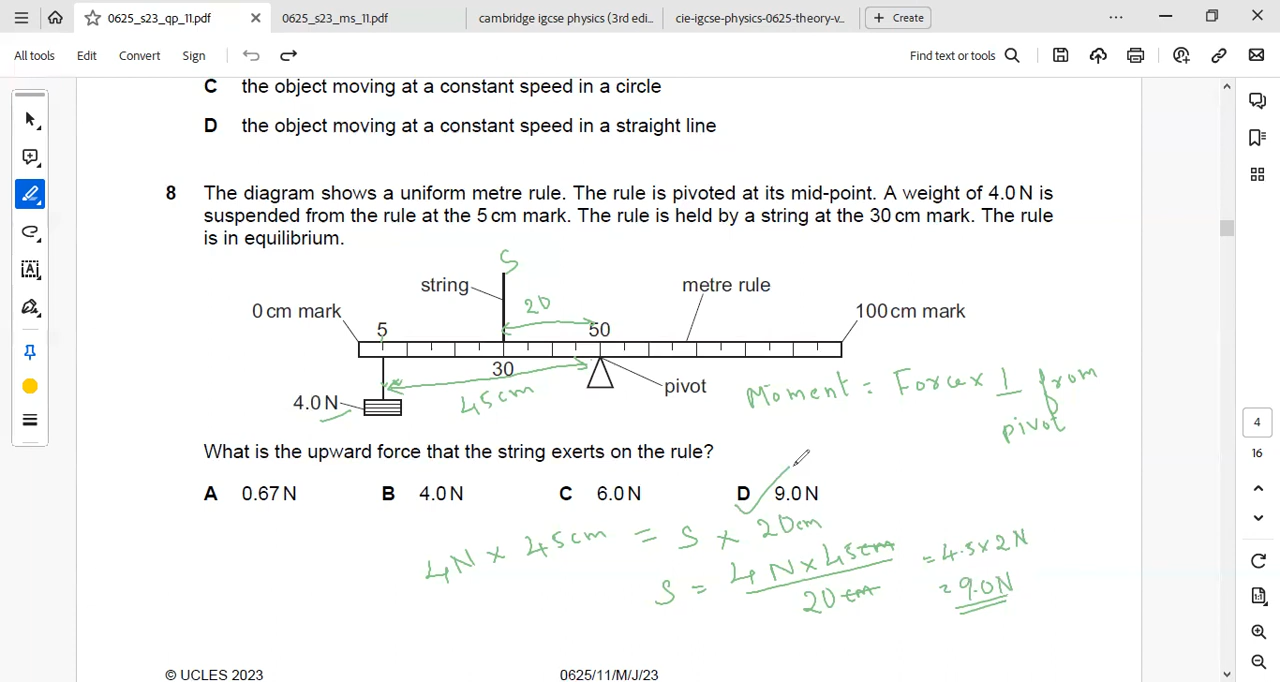 0625_s23_qp_11.pdf
0625_s23_ms_11.pdf
cambridge igcse physics (3rd edi...
cie-igcse-physics-0625-theory-v...
+ Create
All tools Edit Convert Sign
Find text or tools
C the object moving at a constant speed in a circle
D the object moving at a constant speed in a straight line
8 The diagram shows a uniform metre rule. The rule is pivoted at its mid-point. A weight of 4.0 N is
suspended from the rule at the 5 cm mark. The rule is held by a string at the 30 cm mark. The rule
is in equilibrium.
S
string
metre rule
20
0 cm mark
100 cm mark
5
50
30
45cm
pivot
4.0 N
Moment = Force × ⊥ from
pivot
What is the upward force that the string exerts on the rule?
A 0.67 N B 4.0 N C 6.0 N D 9.0 N
4N × 45cm = S × 20cm
S = 4 N × 45cm = 4.5 × 2 N
20 cm = 9.0N
4
16
© UCLES 2023
0625/11/M/J/23